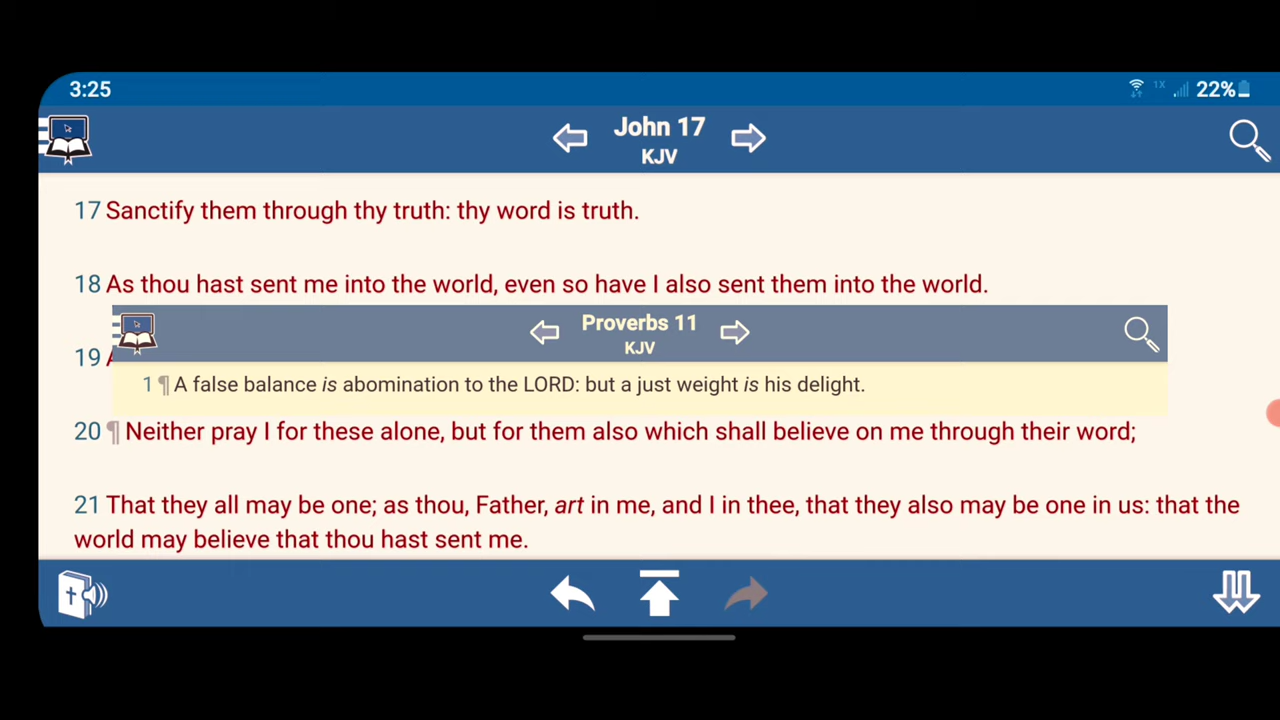 3:25
1X 22%
John 17
KJV
17 Sanctify them through thy truth: thy word is truth.
18 As thou hast sent me into the world, even so have I also sent them into the world.
Proverbs 11
KJV
19
1 ¶ A false balance is abomination to the LORD: but a just weight is his delight.
20 ¶ Neither pray I for these alone, but for them also which shall believe on me through their word;
21 That they all may be one; as thou, Father, art in me, and I in thee, that they also may be one in us: that the
world may believe that thou hast sent me.